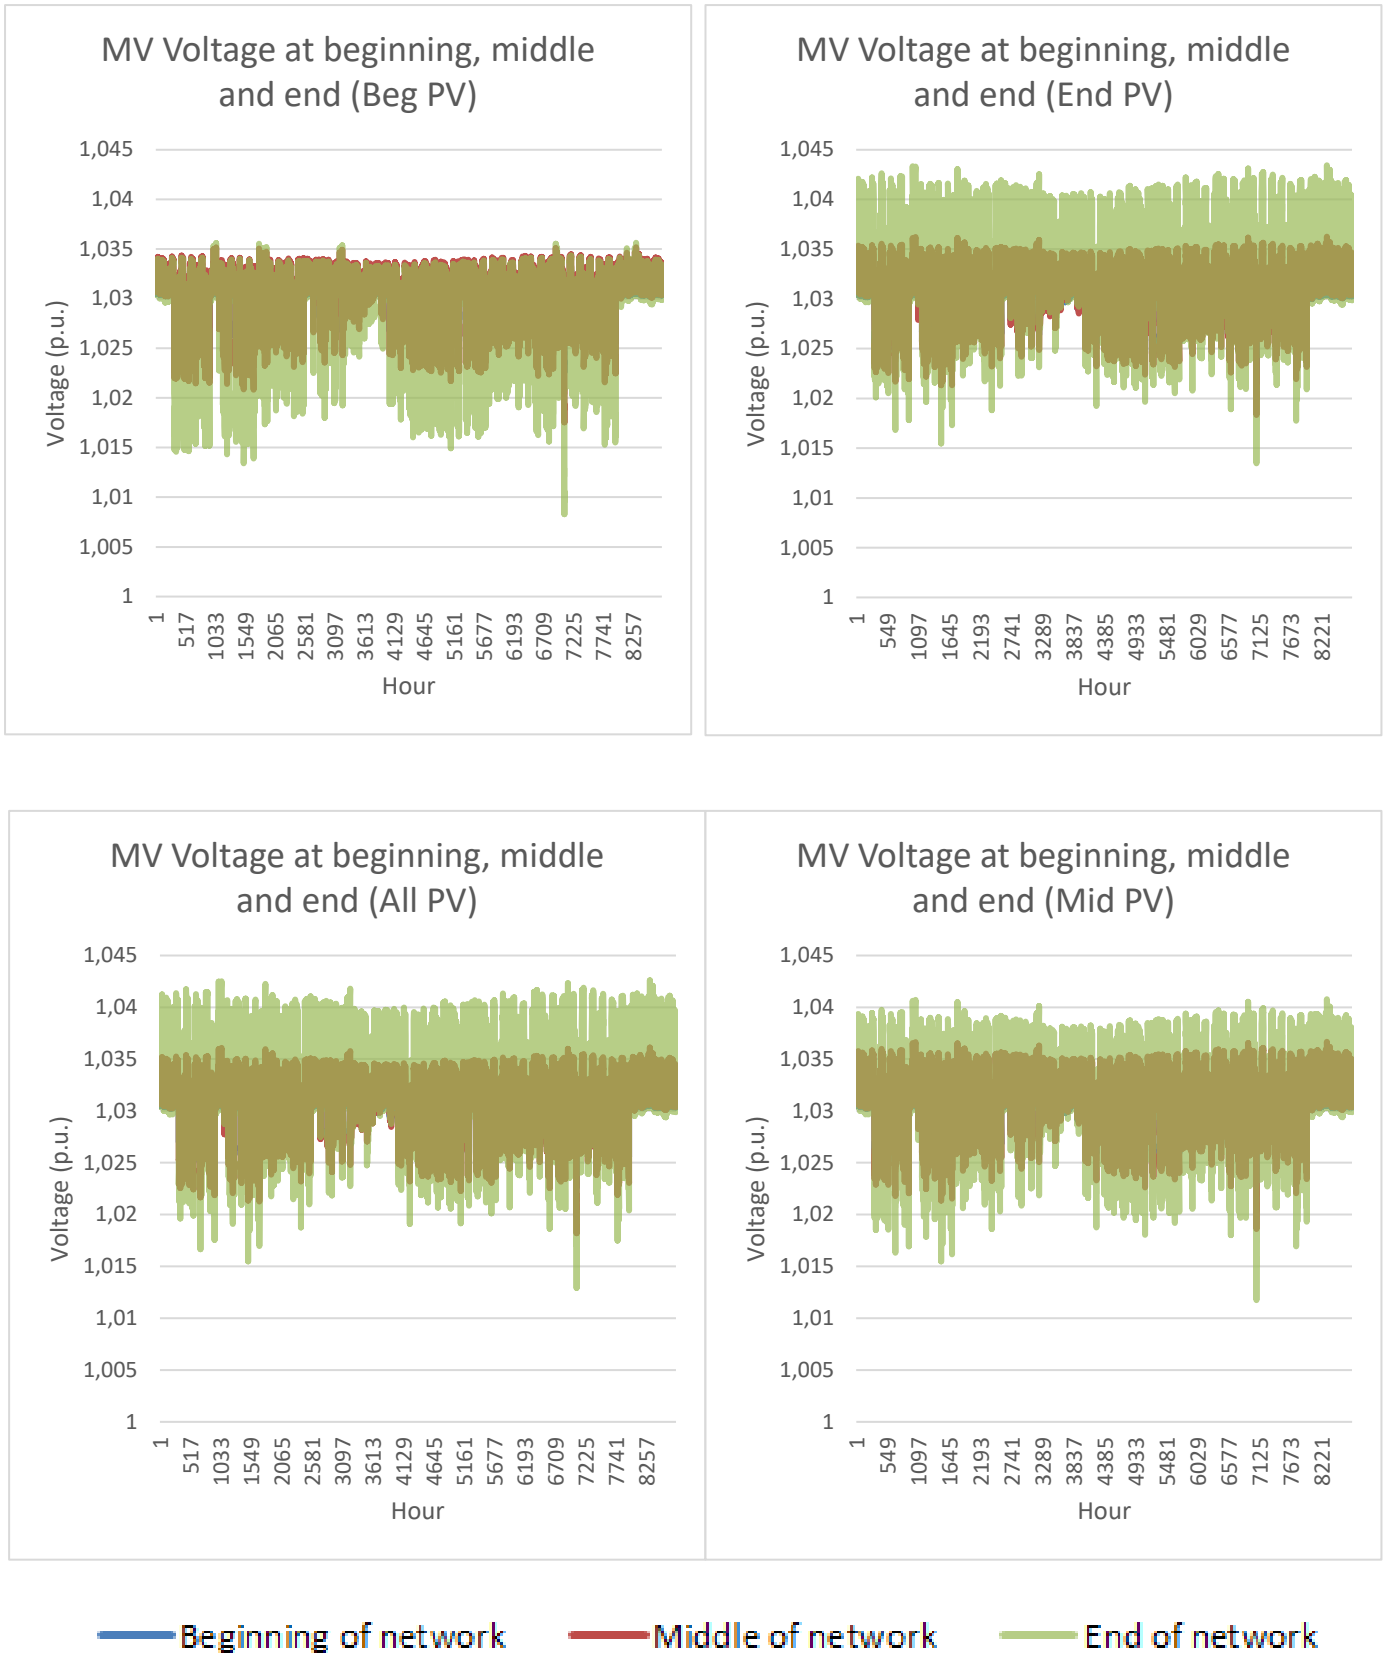 MV Voltage at beginning, middle
and end (Beg PV)
Voltage (p.u.)
1,045
1,04
1,035
1,03
1,025
1,02
1,015
1,01
1,005
1
1 517 1033 1549 2065 2581 3097 3613 4129 4645 5161 5677 6193 6709 7225 7741 8257
Hour
MV Voltage at beginning, middle
and end (End PV)
Voltage (p.u.)
1,045
1,04
1,035
1,03
1,025
1,02
1,015
1,01
1,005
1
1 549 1097 1645 2193 2741 3289 3837 4385 4933 5481 6029 6577 7125 7673 8221
Hour
MV Voltage at beginning, middle
and end (All PV)
Voltage (p.u.)
1,045
1,04
1,035
1,03
1,025
1,02
1,015
1,01
1,005
1
1 517 1033 1549 2065 2581 3097 3613 4129 4645 5161 5677 6193 6709 7225 7741 8257
Hour
MV Voltage at beginning, middle
and end (Mid PV)
Voltage (p.u.)
1,045
1,04
1,035
1,03
1,025
1,02
1,015
1,01
1,005
1
1 549 1097 1645 2193 2741 3289 3837 4385 4933 5481 6029 6577 7125 7673 8221
Hour
Beginning of network Middle of network End of network